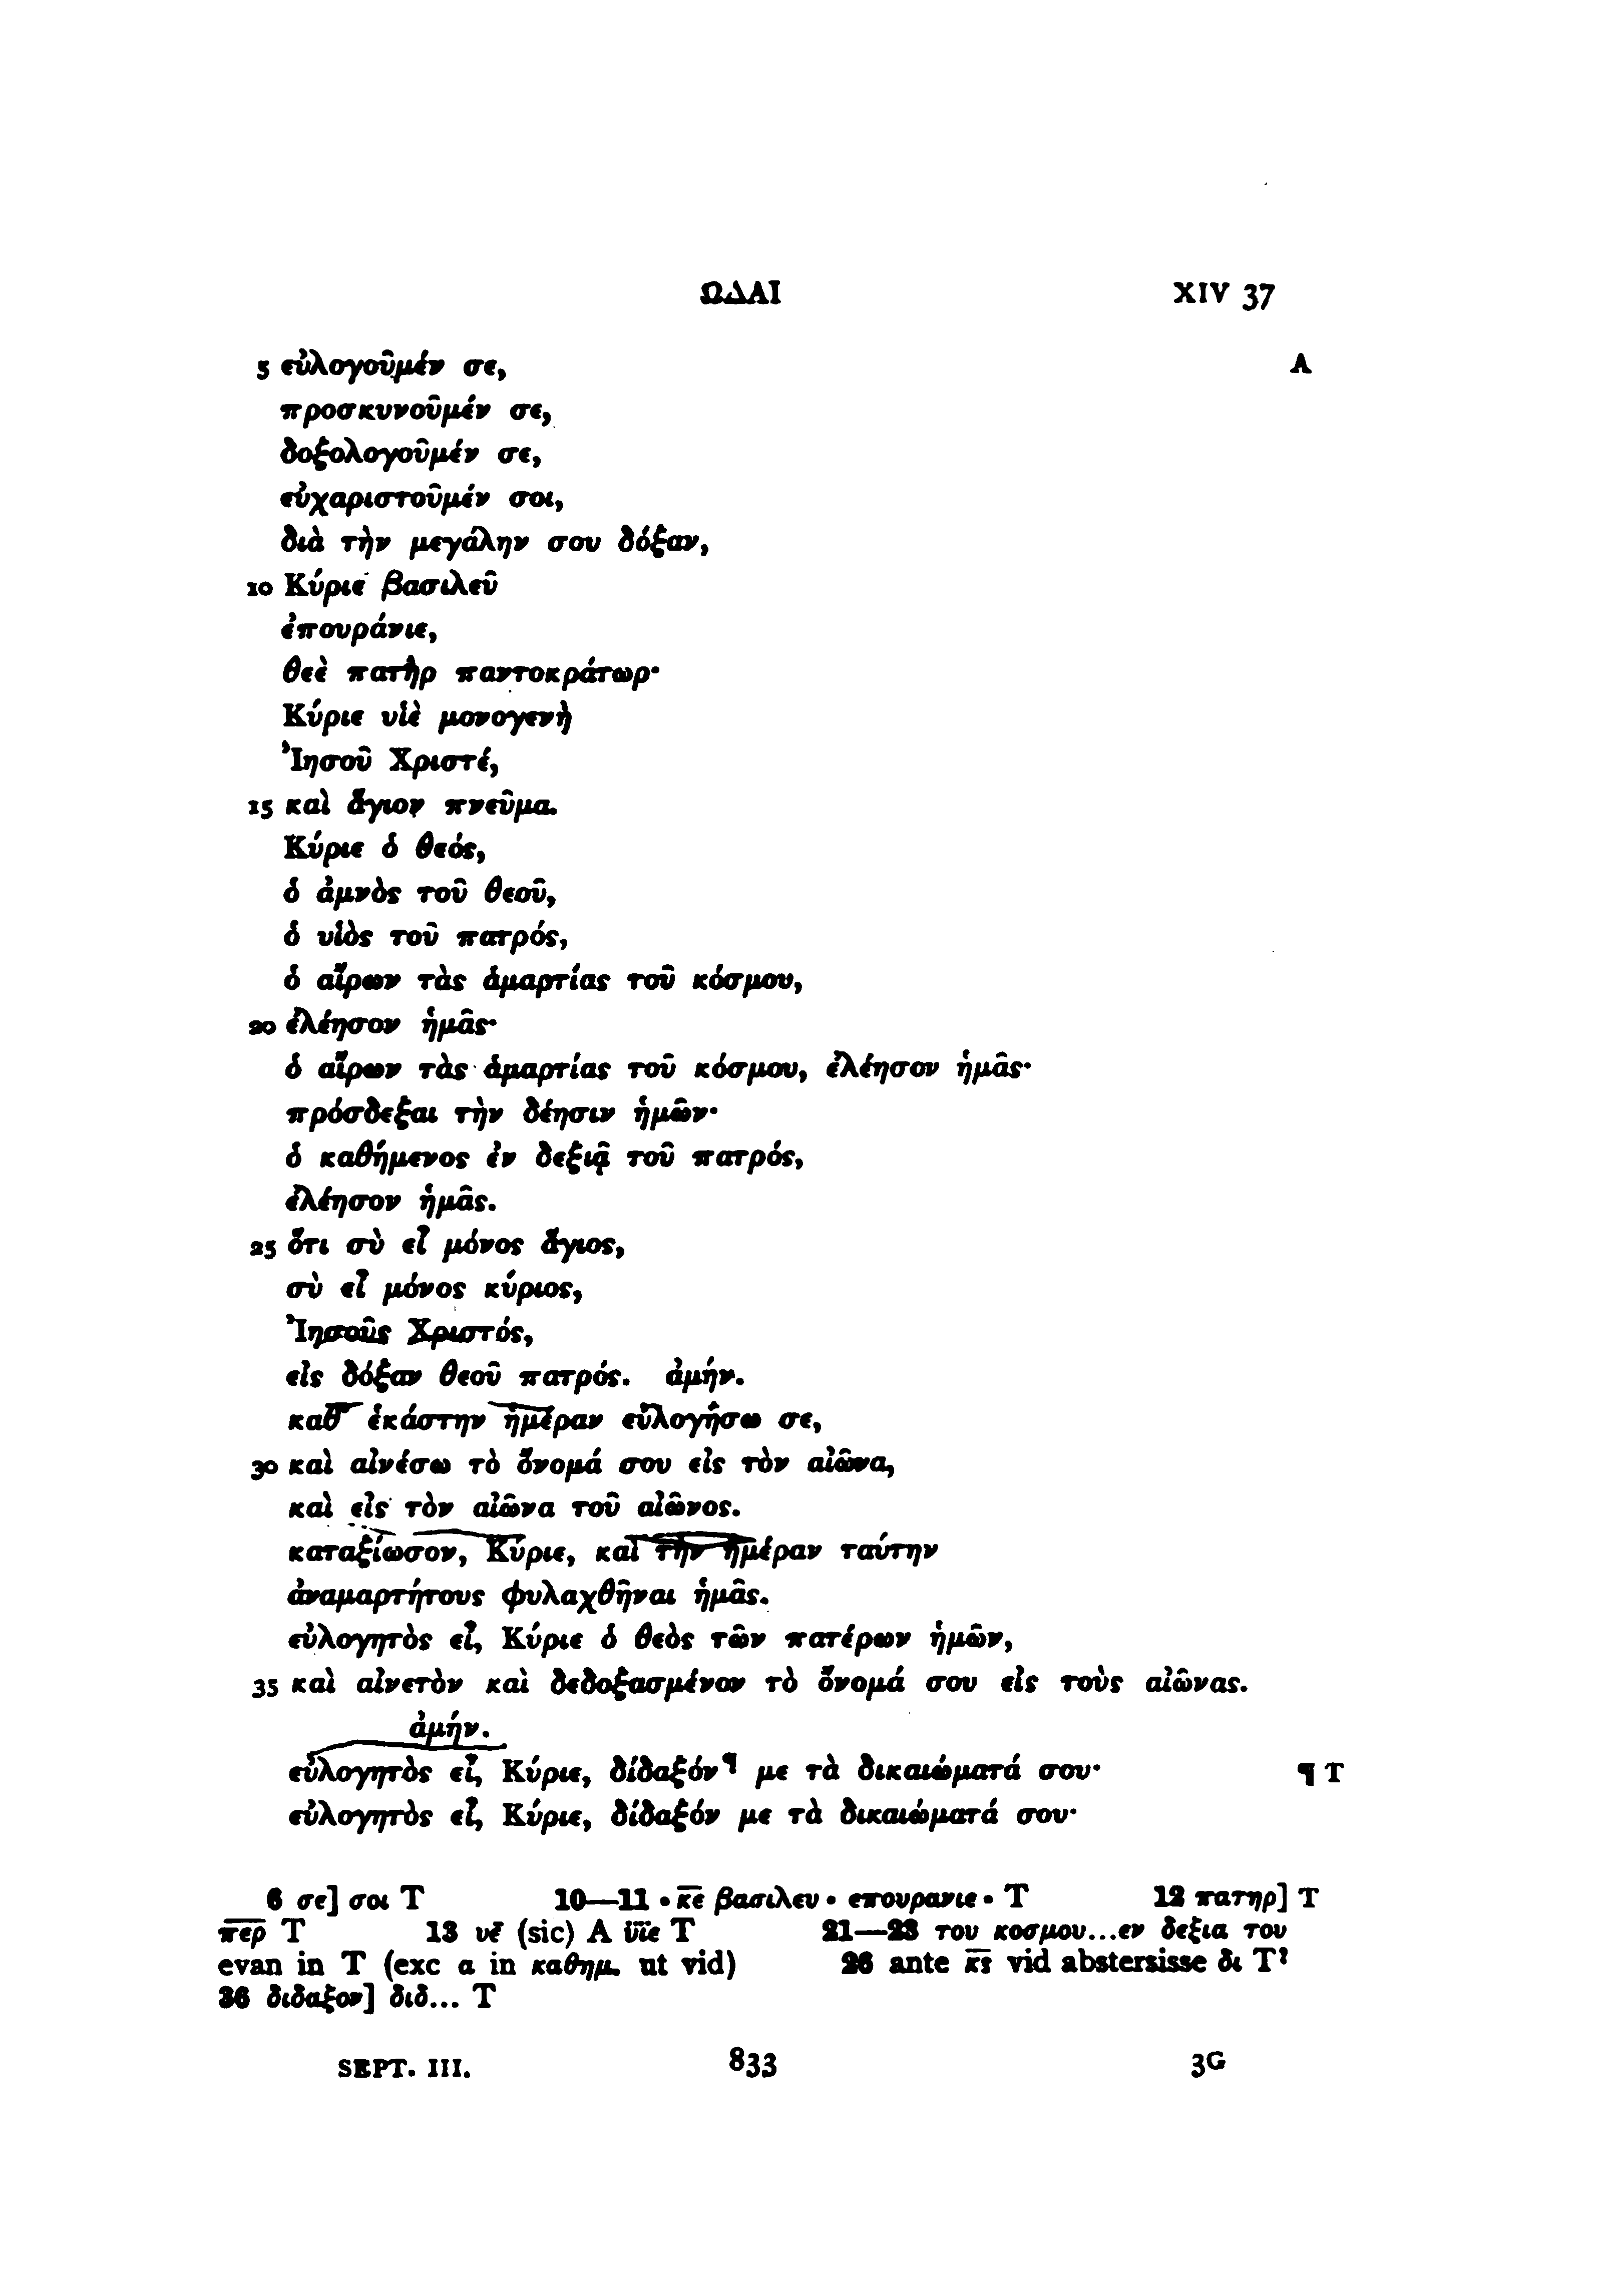 ΩΔΑΙ XIV 37
5 εὐλογοῦμέν σε, A
προσκυνοῦμέν σε,
δοξολογοῦμέν σε,
εὐχαριστοῦμέν σοι,
διὰ τὴν μεγάλην σου δόξαν,
10 Κύριε βασιλεῦ
ἐπουράνιε,
θεὲ πατὴρ παντοκράτωρ·
Κύριε υἱὲ μονογενὴ
Ἰησοῦ Χριστέ,
15 καὶ ἅγιον πνεῦμα.
Κύριε ὁ θεός,
ὁ ἀμνὸς τοῦ θεοῦ,
ὁ υἱὸς τοῦ πατρός,
ὁ αἴρων τὰς ἁμαρτίας τοῦ κόσμου,
20 ἐλέησον ἡμᾶς·
ὁ αἴρων τὰς ἁμαρτίας τοῦ κόσμου, ἐλέησον ἡμᾶς·
πρόσδεξαι τὴν δέησιν ἡμῶν·
ὁ καθήμενος ἐν δεξιᾷ τοῦ πατρός,
ἐλέησον ἡμᾶς.
25 ὅτι σὺ εἶ μόνος ἅγιος,
σὺ εἶ μόνος κύριος,
Ἰησοῦς Χριστός,
εἰς δόξαν θεοῦ πατρός. ἀμήν.
καθ᾽ ἑκάστην ἡμέραν εὐλογήσω σε,
30 καὶ αἰνέσω τὸ ὄνομά σου εἰς τὸν αἰῶνα,
καὶ εἰς τὸν αἰῶνα τοῦ αἰῶνος.
καταξίωσον, Κύριε, καὶ τὴν ἡμέραν ταύτην
ἀναμαρτήτους φυλαχθῆναι ἡμᾶς.
εὐλογητὸς εἶ, Κύριε ὁ θεὸς τῶν πατέρων ἡμῶν,
35 καὶ αἰνετὸν καὶ δεδοξασμένον τὸ ὄνομά σου εἰς τοὺς αἰῶνας.
ἀμήν.
εὐλογητὸς εἶ, Κύριε, δίδαξόν¶ με τὰ δικαιώματά σου· ¶ T
εὐλογητὸς εἶ, Κύριε, δίδαξόν με τὰ δικαιώματά σου·
6 σε] σοι T 10—11 • κ̅ε̅ βασιλευ • επουρανιε • T 12 πατηρ] T
π̅ε̅ρ̅ T 13 υε̅ (sic) A υ̅ϊ̅ε̅ T 21—23 του κοσμου...εν δεξια του
evan in T (exc α in καθημ. ut vid) 26 ante κ̅ς̅ vid abstersisse δι T?
36 διδαξον] διδ... T
SEPT. III. 833 3G